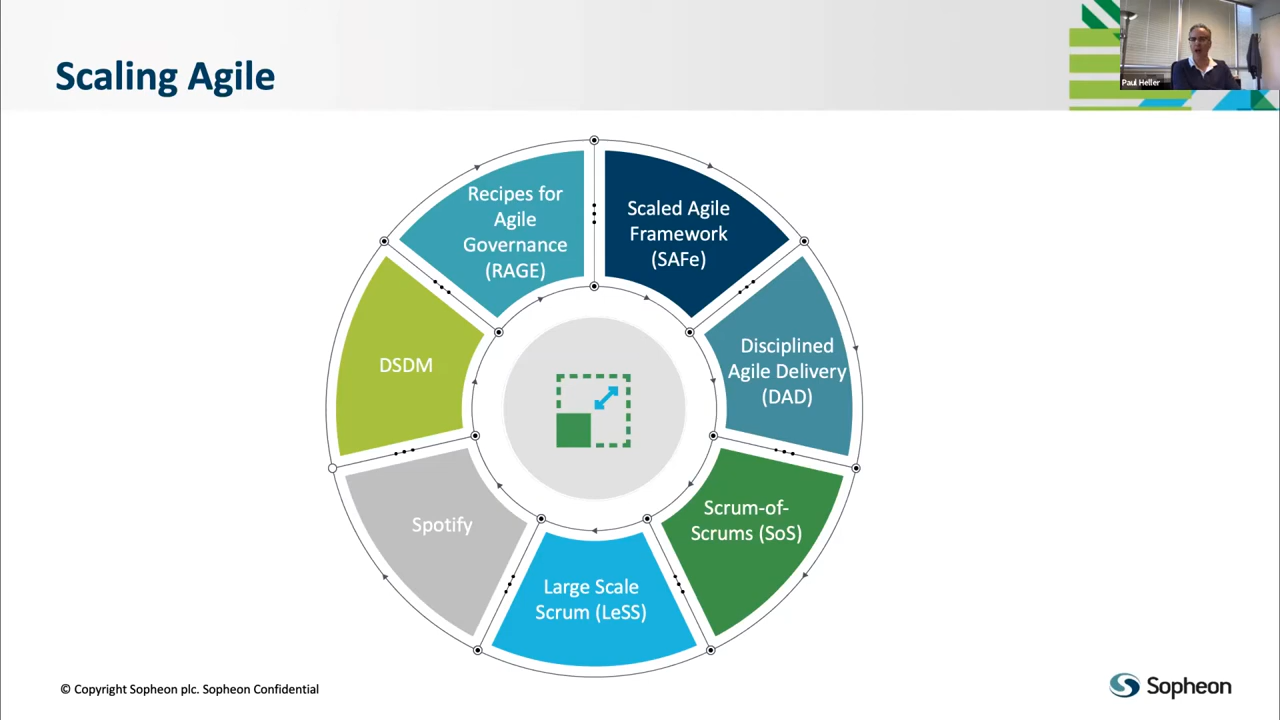 Scaling Agile
Paul Heller
Recipes for
Agile
Governance
(RAGE)
Scaled Agile
Framework
(SAFe)
Disciplined
Agile Delivery
(DAD)
Scrum-of-
Scrums (SoS)
Large Scale
Scrum (LeSS)
Spotify
DSDM
© Copyright Sopheon plc. Sopheon Confidential
Sopheon